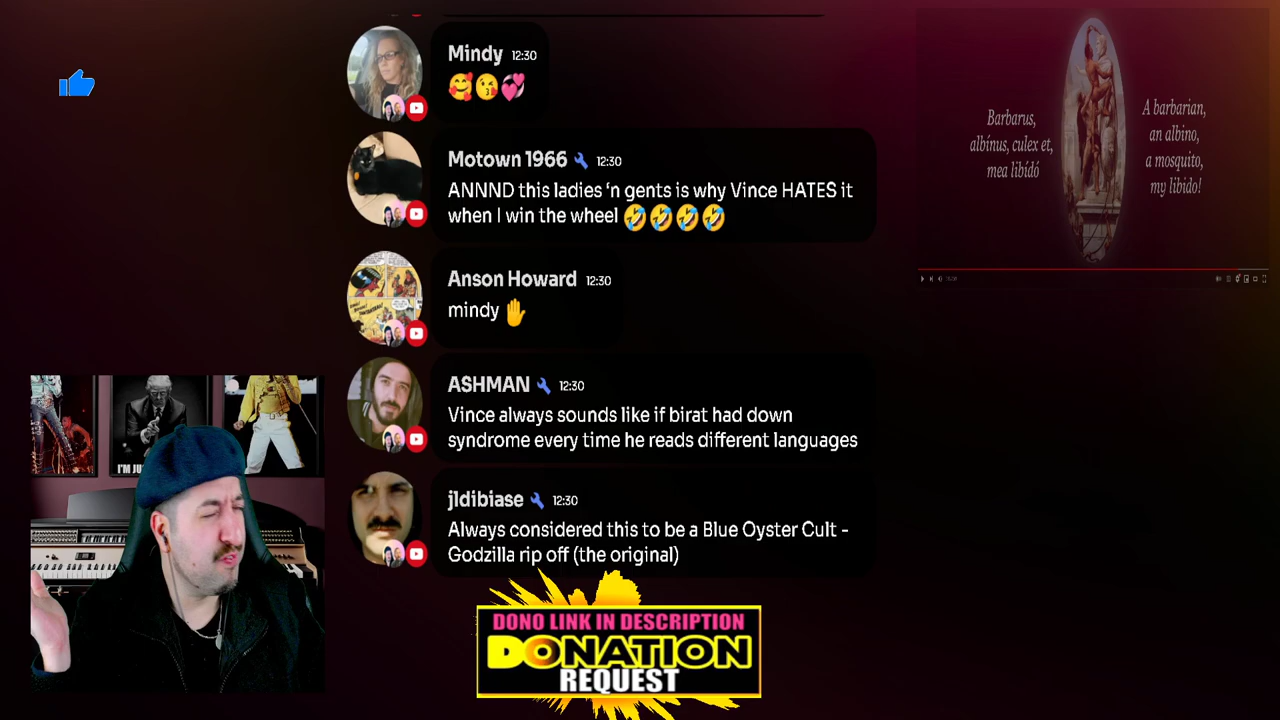 Mindy 12:30
🥰😘💞
Motown 1966 12:30
ANNND this ladies ‘n gents is why Vince HATES it
when I win the wheel 🤣🤣🤣🤣
Anson Howard 12:30
mindy ✋
ASHMAN 12:30
Vince always sounds like if birat had down
syndrome every time he reads different languages
jldibiase 12:30
Always considered this to be a Blue Oyster Cult -
Godzilla rip off (the original)
Barbarus,
albínus, culex et,
mea libídó
A barbarian,
an albino,
a mosquito,
my libido!
I'M JU
DONO LINK IN DESCRIPTION
DONATION
REQUEST